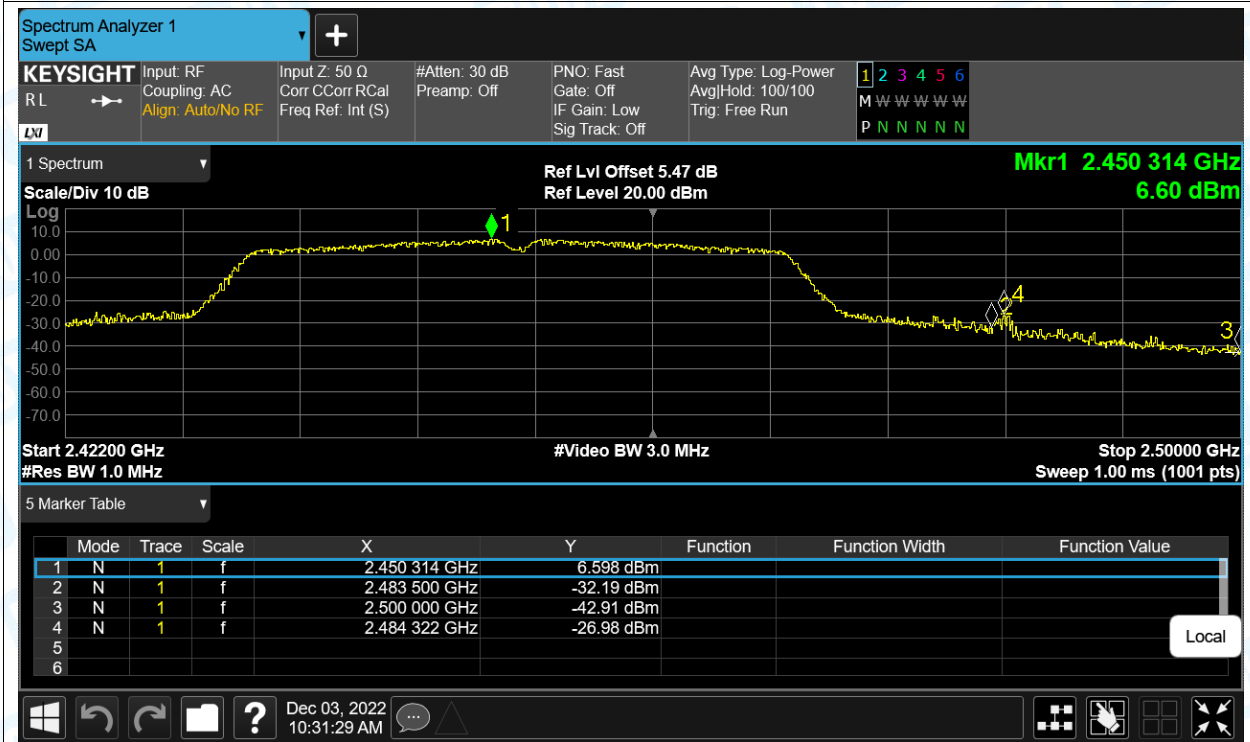 Spectrum Analyzer 1
Swept SA
+
KEYSIGHT
R L
LXI
Input: RF
Coupling: AC
Align: Auto/No RF
Input Z: 50 Ω
Corr CCorr RCal
Freq Ref: Int (S)
#Atten: 30 dB
Preamp: Off
PNO: Fast
Gate: Off
IF Gain: Low
Sig Track: Off
Avg Type: Log-Power
Avg|Hold: 100/100
Trig: Free Run
1 2 3 4 5 6
M W W W W W W
P N N N N N N
1 Spectrum
Scale/Div 10 dB
Ref Lvl Offset 5.47 dB
Ref Level 20.00 dBm
Mkr1 2.450 314 GHz
6.60 dBm
Log
10.0
0.00
-10.0
-20.0
-30.0
-40.0
-50.0
-60.0
-70.0
1
2
4
3
Start 2.42200 GHz
#Video BW 3.0 MHz
Stop 2.50000 GHz
#Res BW 1.0 MHz
Sweep 1.00 ms (1001 pts)
5 Marker Table
Mode Trace Scale X Y Function Function Width Function Value
1 N 1 f 2.450 314 GHz 6.598 dBm
2 N 1 f 2.483 500 GHz -32.19 dBm
3 N 1 f 2.500 000 GHz -42.91 dBm
4 N 1 f 2.484 322 GHz -26.98 dBm
5
6
Local
?
Dec 03, 2022
10:31:29 AM